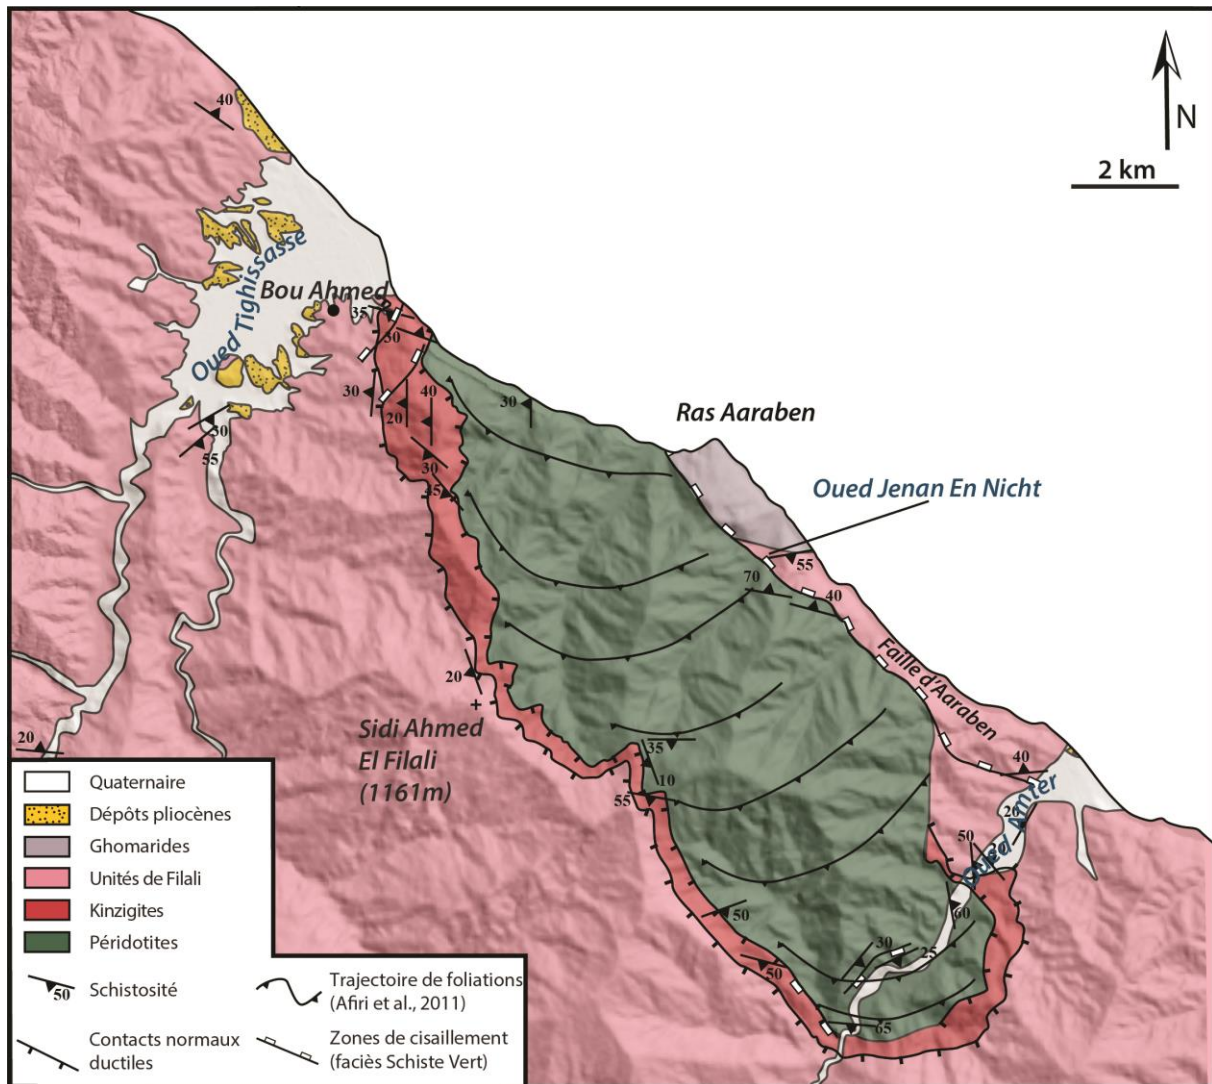 40
N
2 km
Oued Tighissasse
Bou Ahmed
35
50
30
20
40
30
Ras Aaraben
Oued Jenan En Nicht
50
55
30
45
55
70
40
Faille d'Aaraben
20
Sidi Ahmed
El Filali
(1161m)
20
35
10
55
40
20
Oued Amter
50
60
50
30
25
50
65
Quaternaire
Dépôts pliocènes
Ghomarides
Unités de Filali
Kinzigites
Péridotites
50
Schistosité
Contacts normaux
ductiles
Trajectoire de foliations
(Afiri et al., 2011)
Zones de cisaillement
(faciès Schiste Vert)